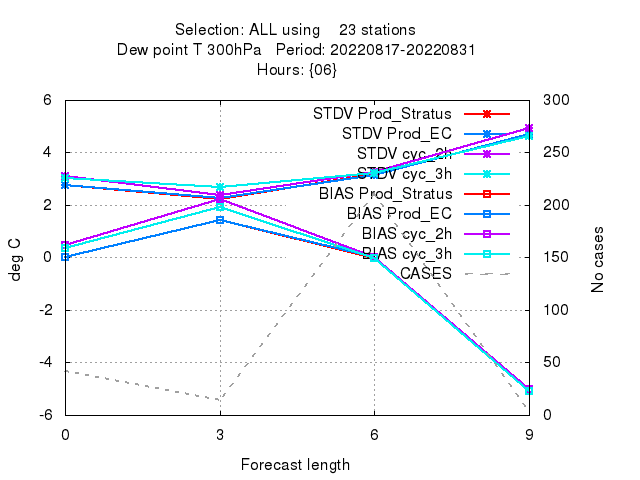 Selection: ALL using    23 stations
Dew point T 300hPa   Period: 20220817-20220831
Hours: {06}
6
4
2
0
-2
-4
-6
deg C
300
250
200
150
100
50
0
No cases
STDV Prod_Stratus
STDV Prod_EC
STDV cyc_2h
STDV cyc_3h
BIAS Prod_Stratus
BIAS Prod_EC
BIAS cyc_2h
BIAS cyc_3h
CASES
0 3 6 9
Forecast length